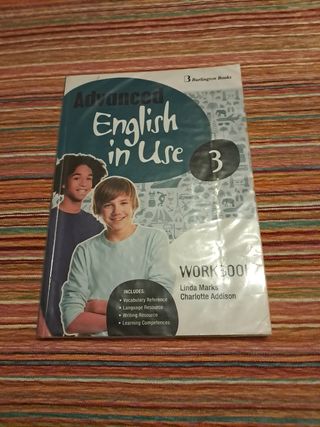 Burlington Books
Advanced
English
in Use
3
WORKBOOK
Linda Marks
Charlotte Addison
INCLUDES:
• Vocabulary Reference
• Language Resource
• Writing Resource
• Learning Competences